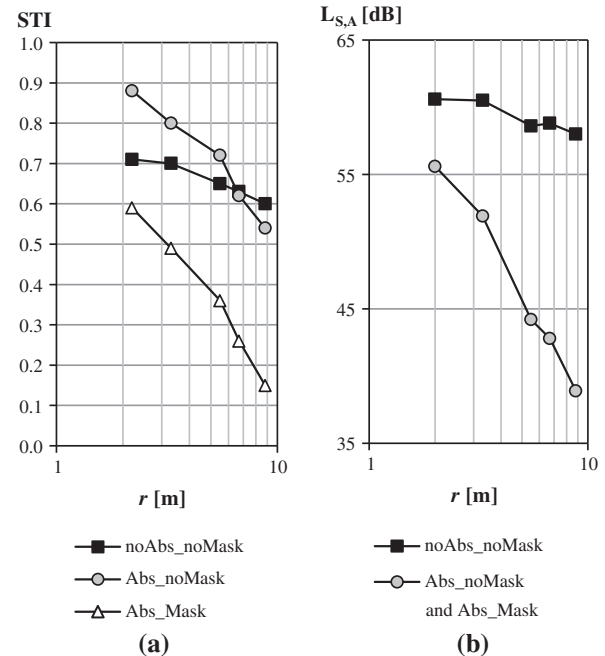 STI
1.0
0.9
0.8
0.7
0.6
0.5
0.4
0.3
0.2
0.1
0.0
1
10
r [m]
noAbs_noMask
Abs_noMask
Abs_Mask
(a)
LS,A [dB]
65
55
45
35
1
10
r [m]
noAbs_noMask
Abs_noMask
and Abs_Mask
(b)